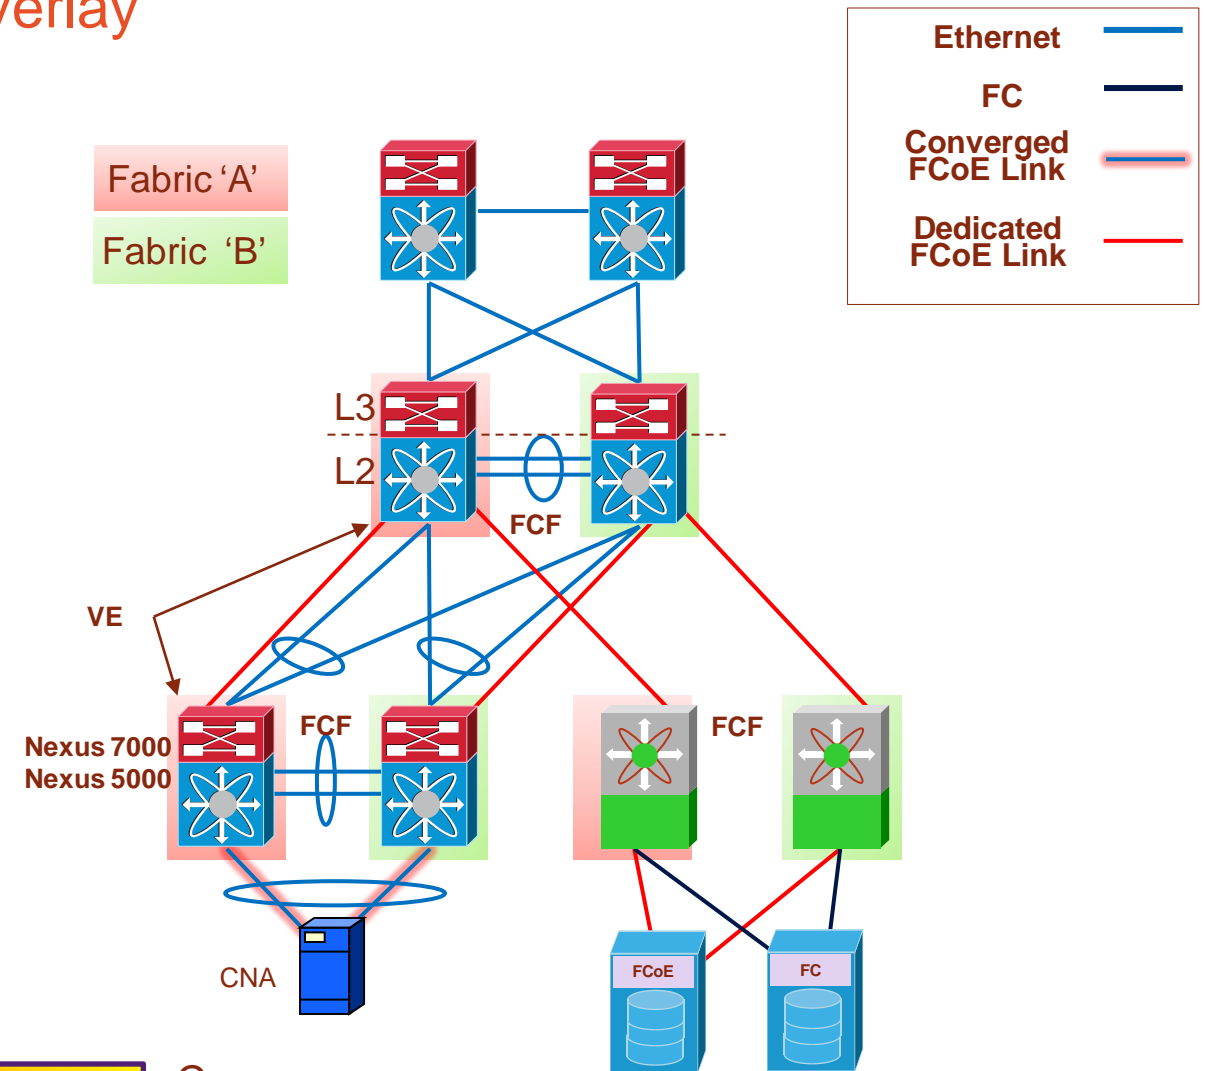 Ethernet
FC
Converged
FCoE Link
Dedicated
FCoE Link
Fabric ‘A’
Fabric ‘B’
L3
L2
FCF
VE
FCF
FCF
Nexus 7000
Nexus 5000
CNA
FCoE
FC